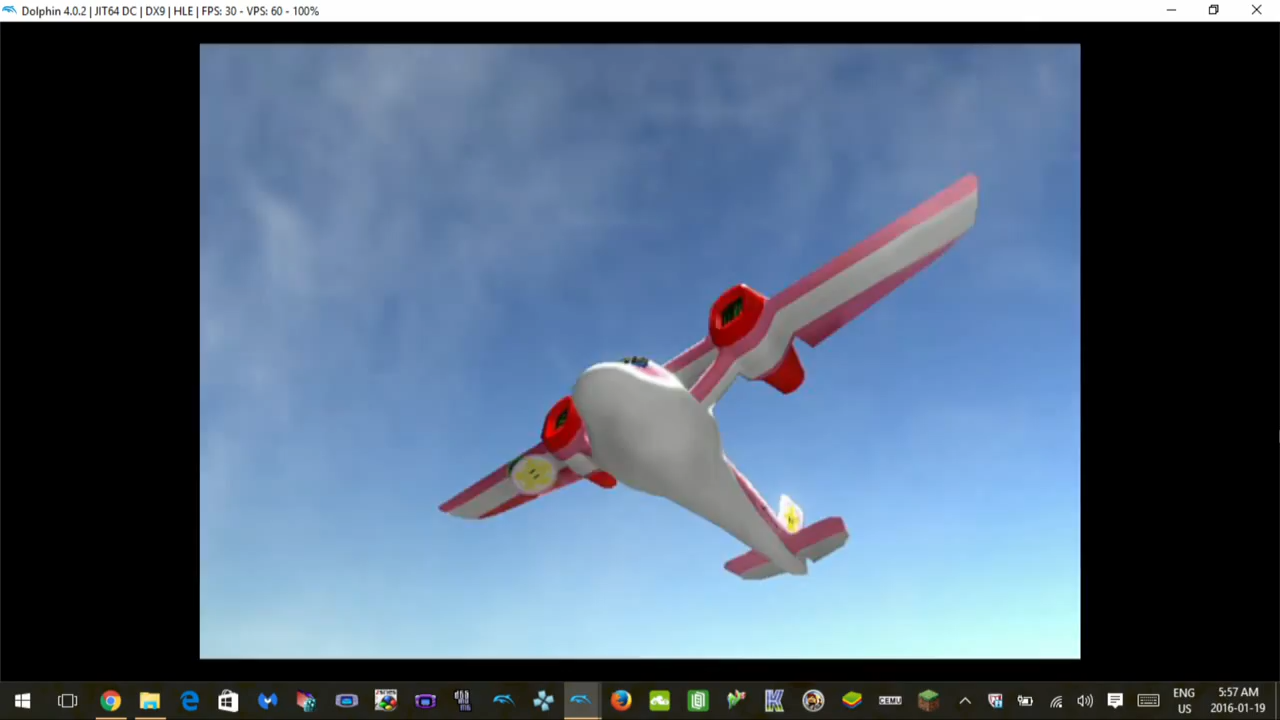 Dolphin 4.0.2 | JIT64 DC | DX9 | HLE | FPS: 30 - VPS: 60 - 100%
CEMU
ENG
US
5:57 AM
2016-01-19